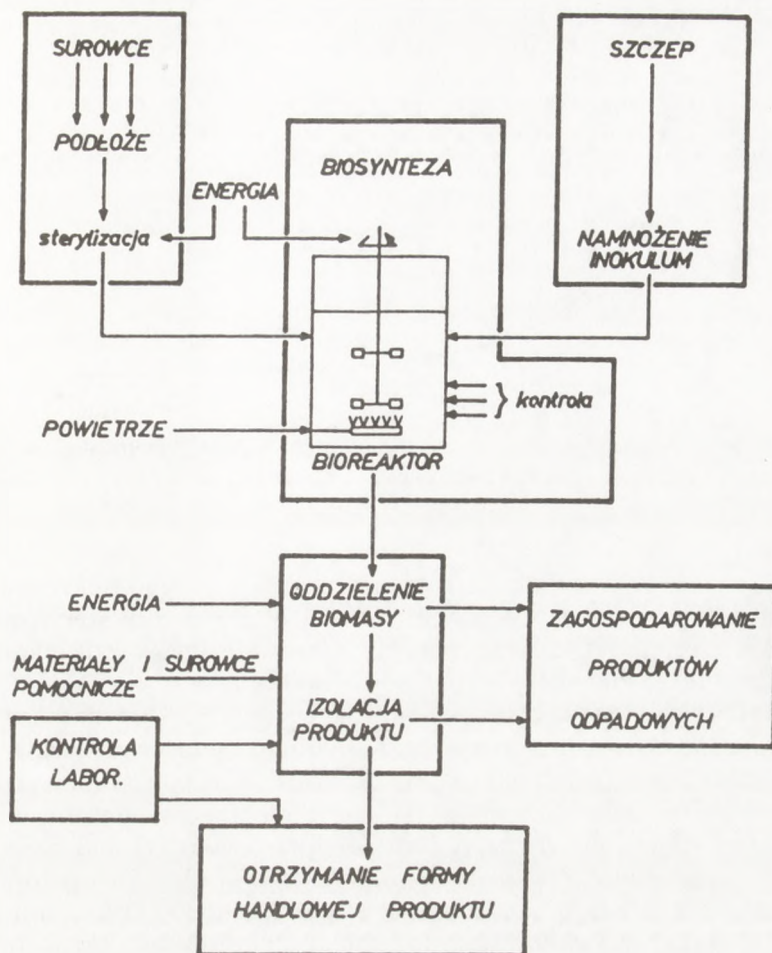 SUROWCE
PODŁOŻE
sterylizacja
ENERGIA
SZCZEP
NAMNOŻENIE
INOKULUM
BIOSYNTEZA
kontrola
POWIETRZE
BIOREAKTOR
ENERGIA
MATERIAŁY I SUROWCE
POMOCNICZE
KONTROLA
LABOR.
ODDZIELENIE
BIOMASY
IZOLACJA
PRODUKTU
ZAGOSPODAROWANIE
PRODUKTÓW
ODPADOWYCH
OTRZYMANIE FORMY
HANDLOWEJ PRODUKTU